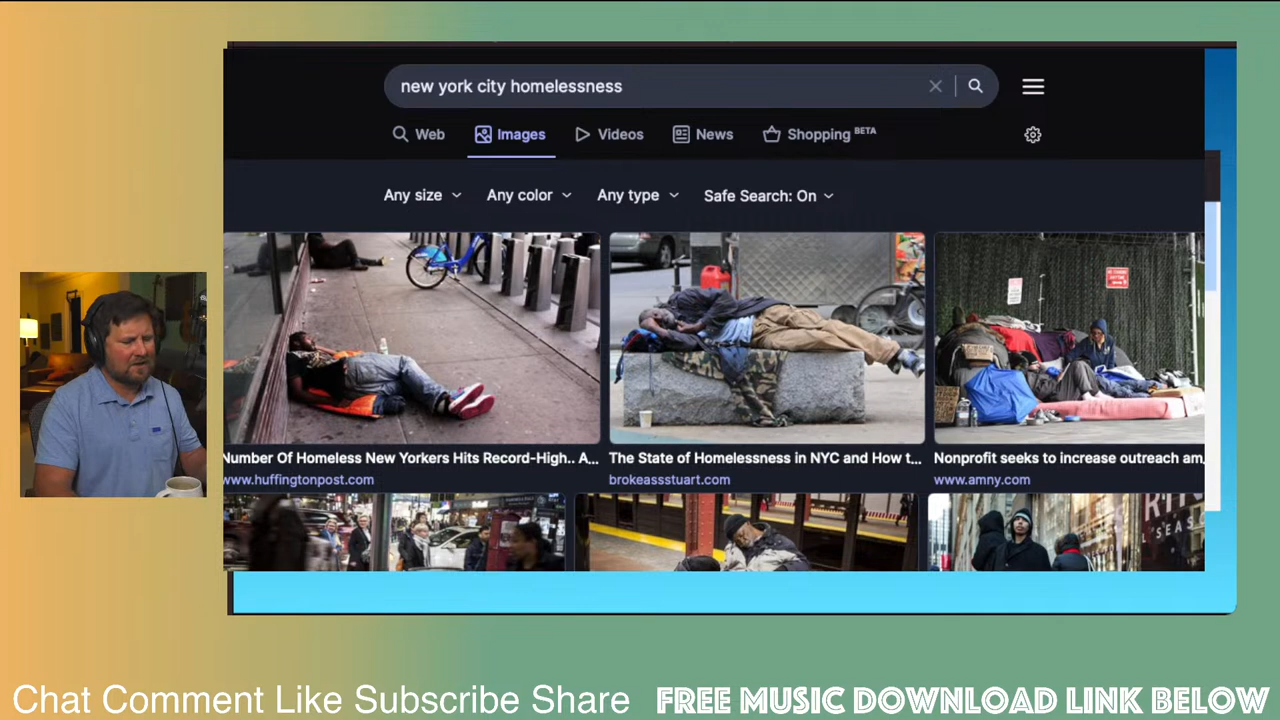 new york city homelessness
Web Images Videos News Shopping BETA
Any size Any color Any type Safe Search: On
Number Of Homeless New Yorkers Hits Record-High.. A...
www.huffingtonpost.com
The State of Homelessness in NYC and How t...
brokeassstuart.com
Nonprofit seeks to increase outreach am
www.amny.com
Chat Comment Like Subscribe Share
FREE MUSIC DOWNLOAD LINK BELOW